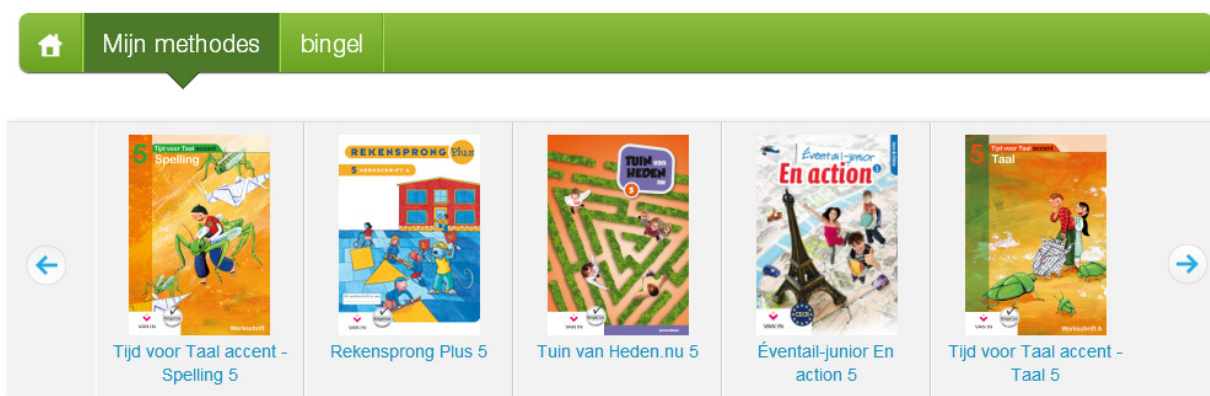 Mijn methodes
bingel
5
Tijd voor Taal accent
Spelling
VAN IN
Werkschrift
REKENSPRONG Plus
5 WERKSCHRIFT A
VAN IN
TUIN VAN
HEDEN
.NU
5
VAN IN
Éventail-junior
En action
VAN IN
CECR
5
Tijd voor Taal accent
Taal
VAN IN
Werkschrift A
Tijd voor Taal accent -
Spelling 5
Rekensprong Plus 5
Tuin van Heden.nu 5
Éventail-junior En
action 5
Tijd voor Taal accent -
Taal 5